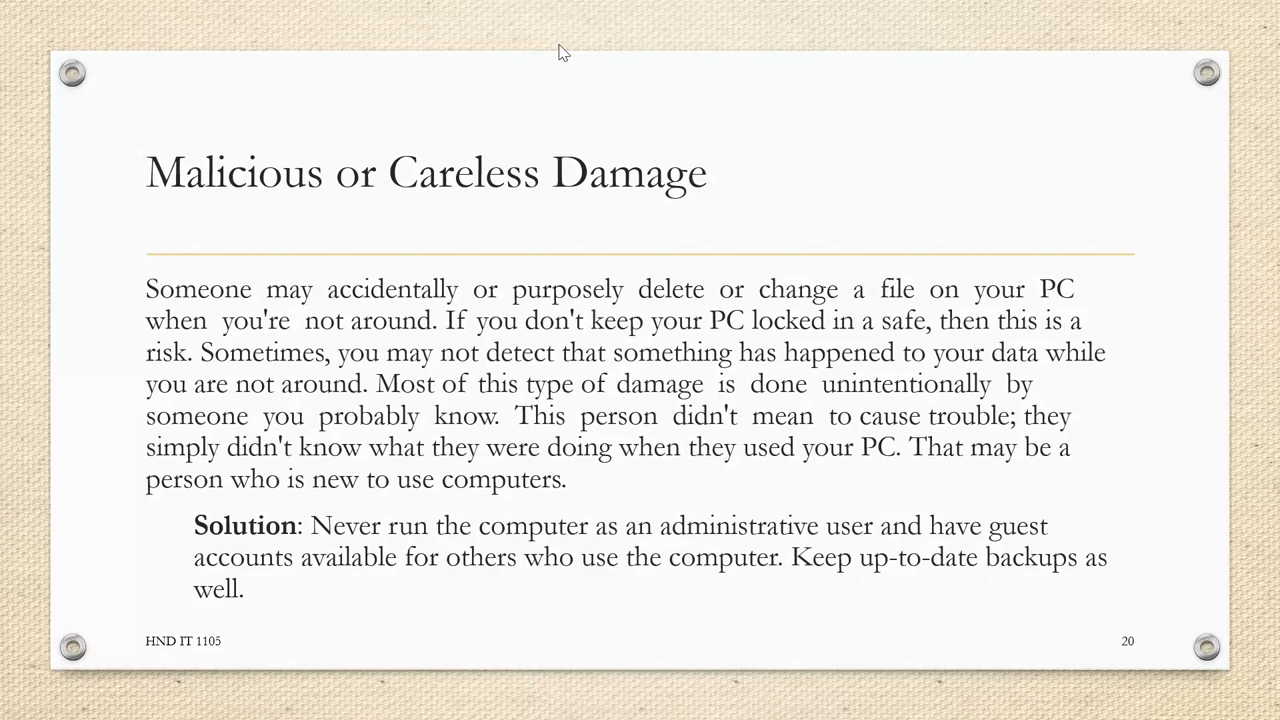 Malicious or Careless Damage
Someone may accidentally or purposely delete or change a file on your PC
when you're not around. If you don't keep your PC locked in a safe, then this is a
risk. Sometimes, you may not detect that something has happened to your data while
you are not around. Most of this type of damage is done unintentionally by
someone you probably know. This person didn't mean to cause trouble; they
simply didn't know what they were doing when they used your PC. That may be a
person who is new to use computers.
Solution: Never run the computer as an administrative user and have guest
accounts available for others who use the computer. Keep up-to-date backups as
well.
HND IT 1105
20